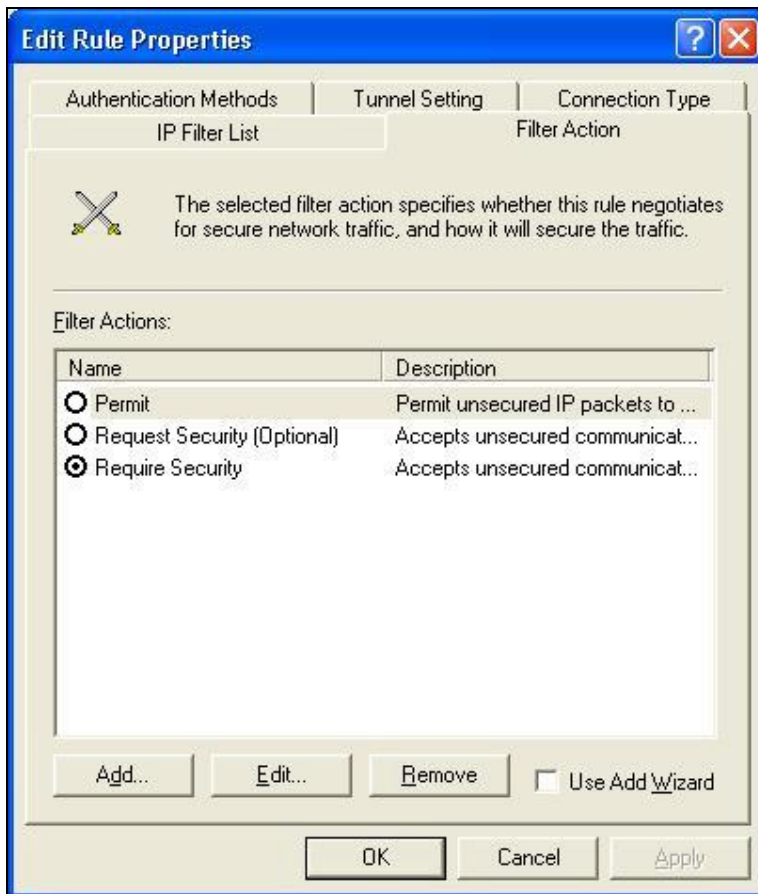 Edit Rule Properties
Authentication Methods Tunnel Setting Connection Type
IP Filter List Filter Action
The selected filter action specifies whether this rule negotiates
for secure network traffic, and how it will secure the traffic.
Filter Actions:
Name Description
Permit Permit unsecured IP packets to ...
Request Security (Optional) Accepts unsecured communicat...
Require Security Accepts unsecured communicat...
Add... Edit... Remove Use Add Wizard
OK Cancel Apply